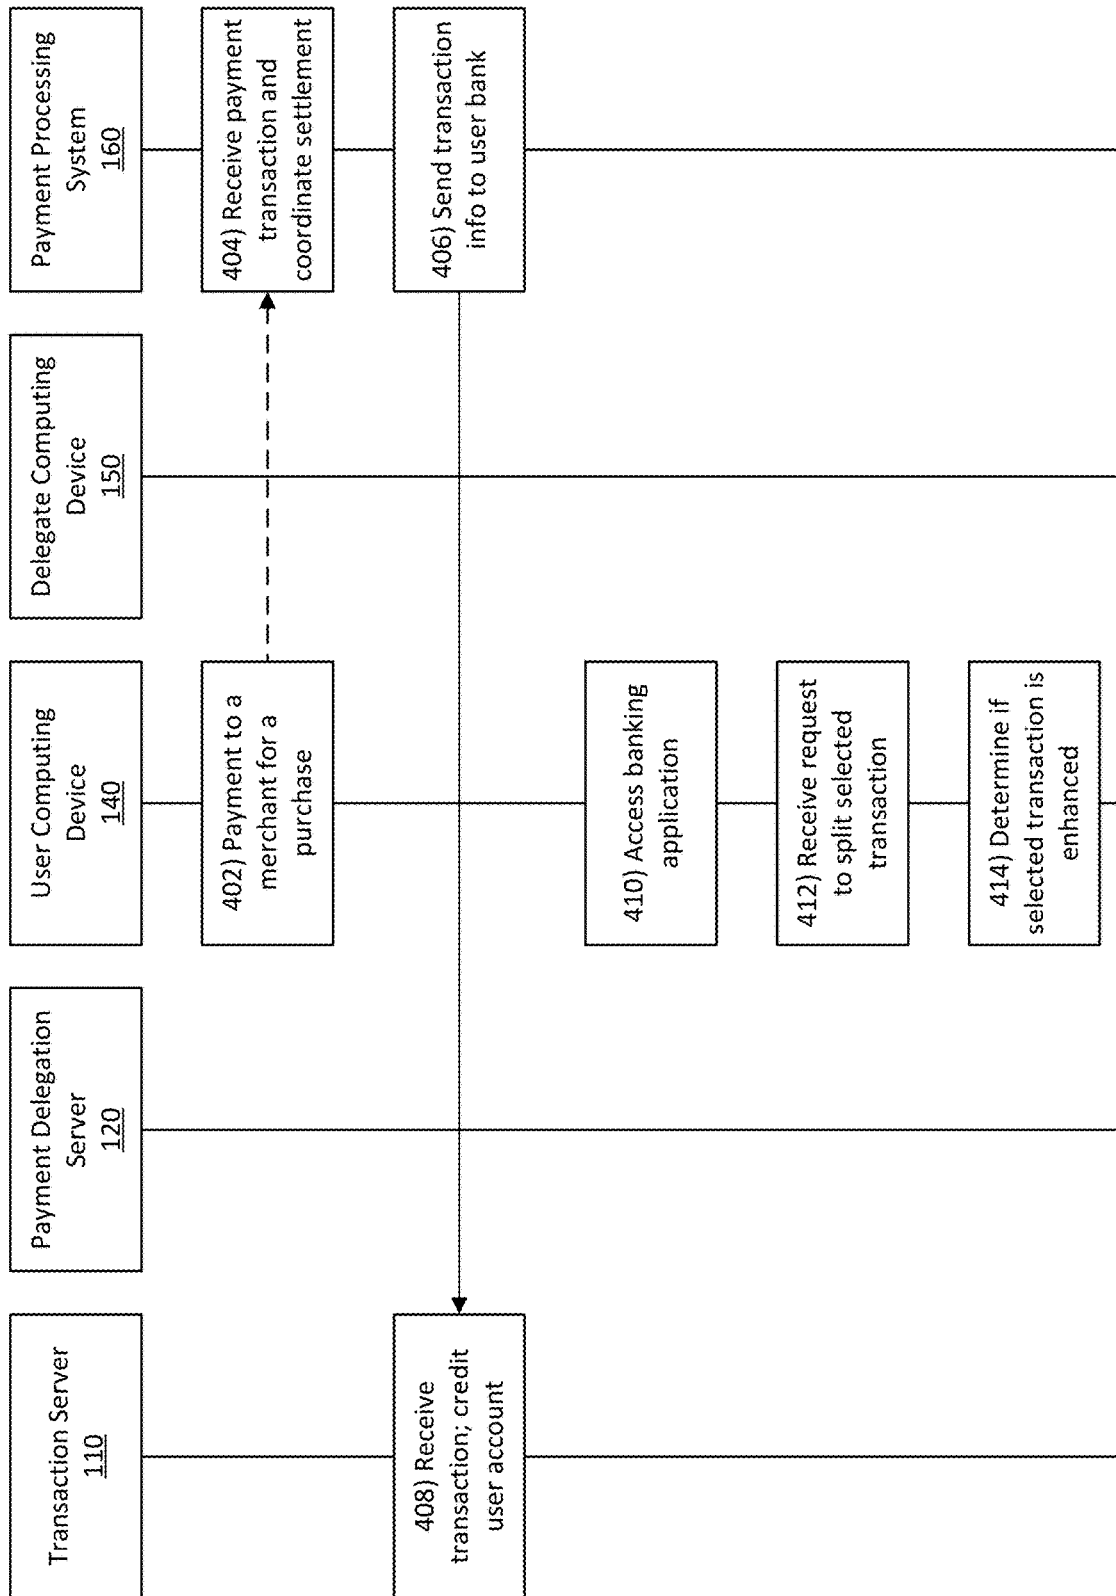 Transaction Server
110
Payment Delegation
Server
120
User Computing
Device
140
Delegate Computing
Device
150
Payment Processing
System
160
402) Payment to a
merchant for a
purchase
404) Receive payment
transaction and
coordinate settlement
408) Receive
transaction; credit
user account
406) Send transaction
info to user bank
410) Access banking
application
412) Receive request
to split selected
transaction
414) Determine if
selected transaction is
enhanced